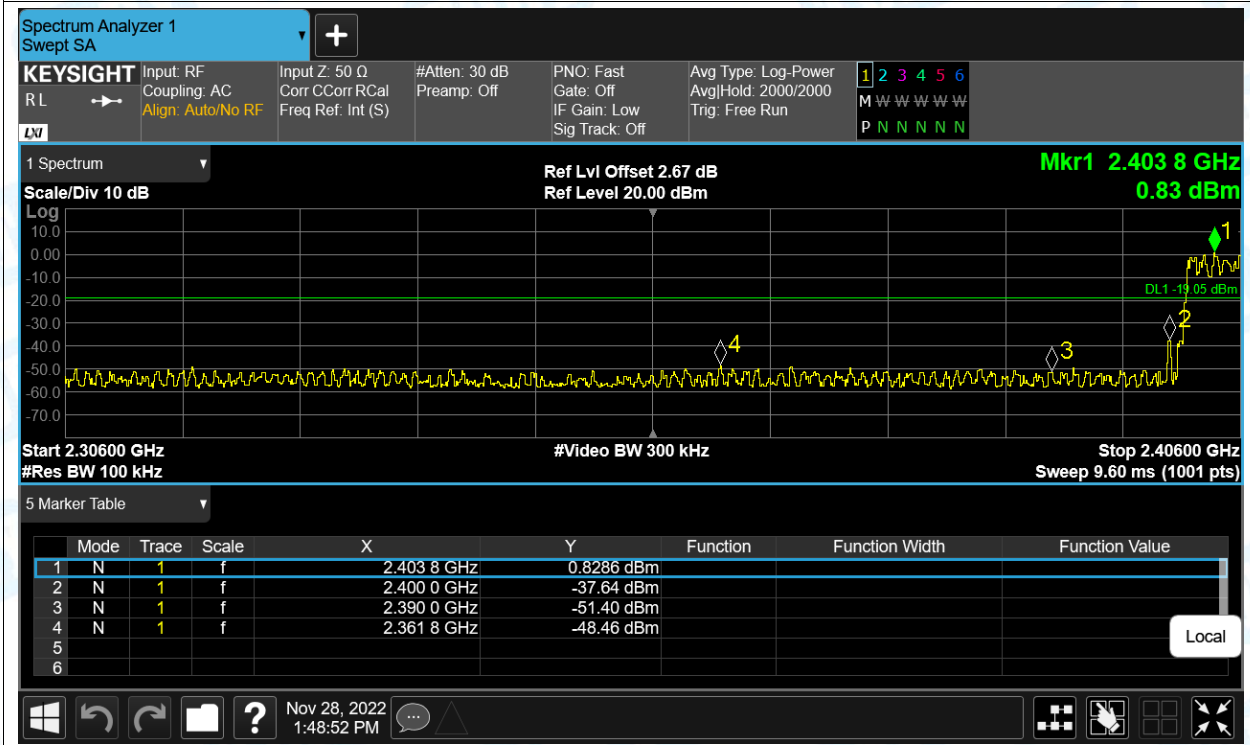 Spectrum Analyzer 1
Swept SA
+
KEYSIGHT Input: RF Input Z: 50 Ω #Atten: 30 dB PNO: Fast Avg Type: Log-Power 1 2 3 4 5 6
RL Coupling: AC Corr CCorr RCal Preamp: Off Gate: Off Avg|Hold: 2000/2000 M W W W W W
Align: Auto/No RF Freq Ref: Int (S) IF Gain: Low Trig: Free Run
LXI Sig Track: Off P N N N N N
1 Spectrum Ref Lvl Offset 2.67 dB Mkr1 2.403 8 GHz
Scale/Div 10 dB Ref Level 20.00 dBm 0.83 dBm
Log
10.0
0.00
-10.0
-20.0
-30.0
-40.0
-50.0
-60.0
-70.0
1
DL1 -19.05 dBm
2
4
3
Start 2.30600 GHz #Video BW 300 kHz Stop 2.40600 GHz
#Res BW 100 kHz Sweep 9.60 ms (1001 pts)
5 Marker Table
Mode Trace Scale X Y Function Function Width Function Value
1 N 1 f 2.403 8 GHz 0.8286 dBm
2 N 1 f 2.400 0 GHz -37.64 dBm
3 N 1 f 2.390 0 GHz -51.40 dBm
4 N 1 f 2.361 8 GHz -48.46 dBm
5
6
Local
? Nov 28, 2022
1:48:52 PM